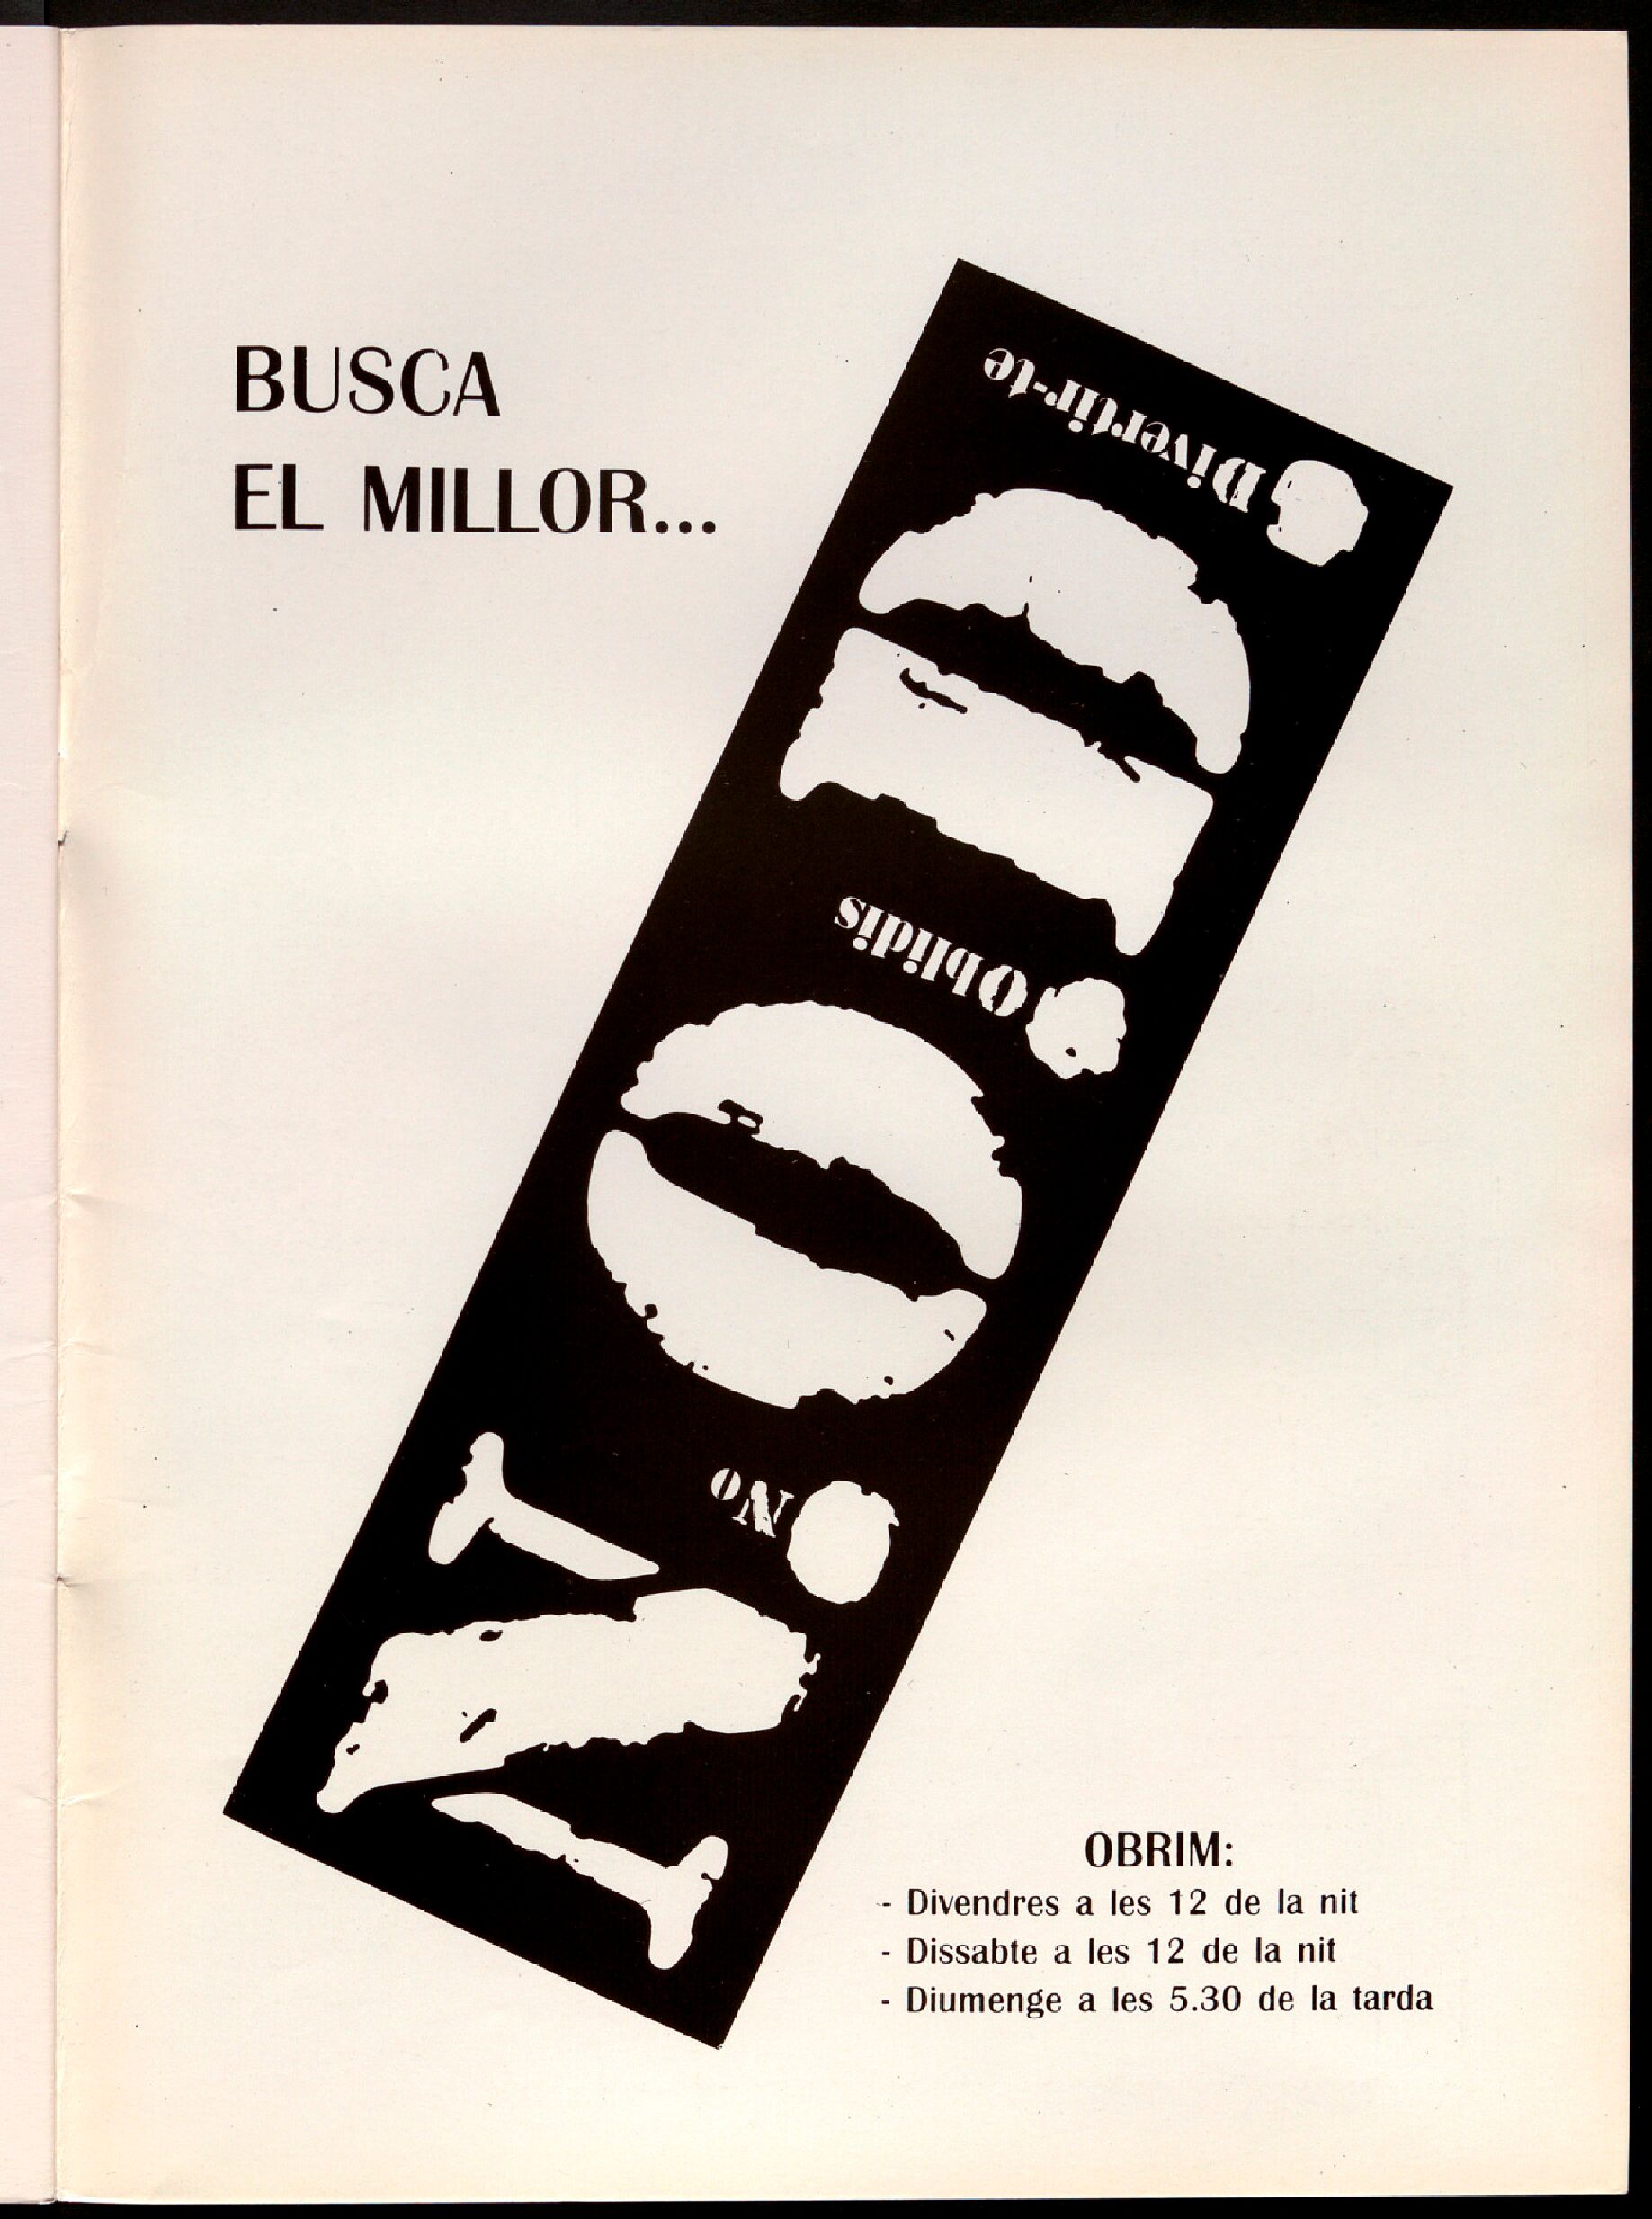 BUSCA
EL MILLOR...
N.
No
O.
Oblidis
D.
Divertir-te
OBRIM:
- Divendres a les 12 de la nit
- Dissabte a les 12 de la nit
- Diumenge a les 5.30 de la tarda